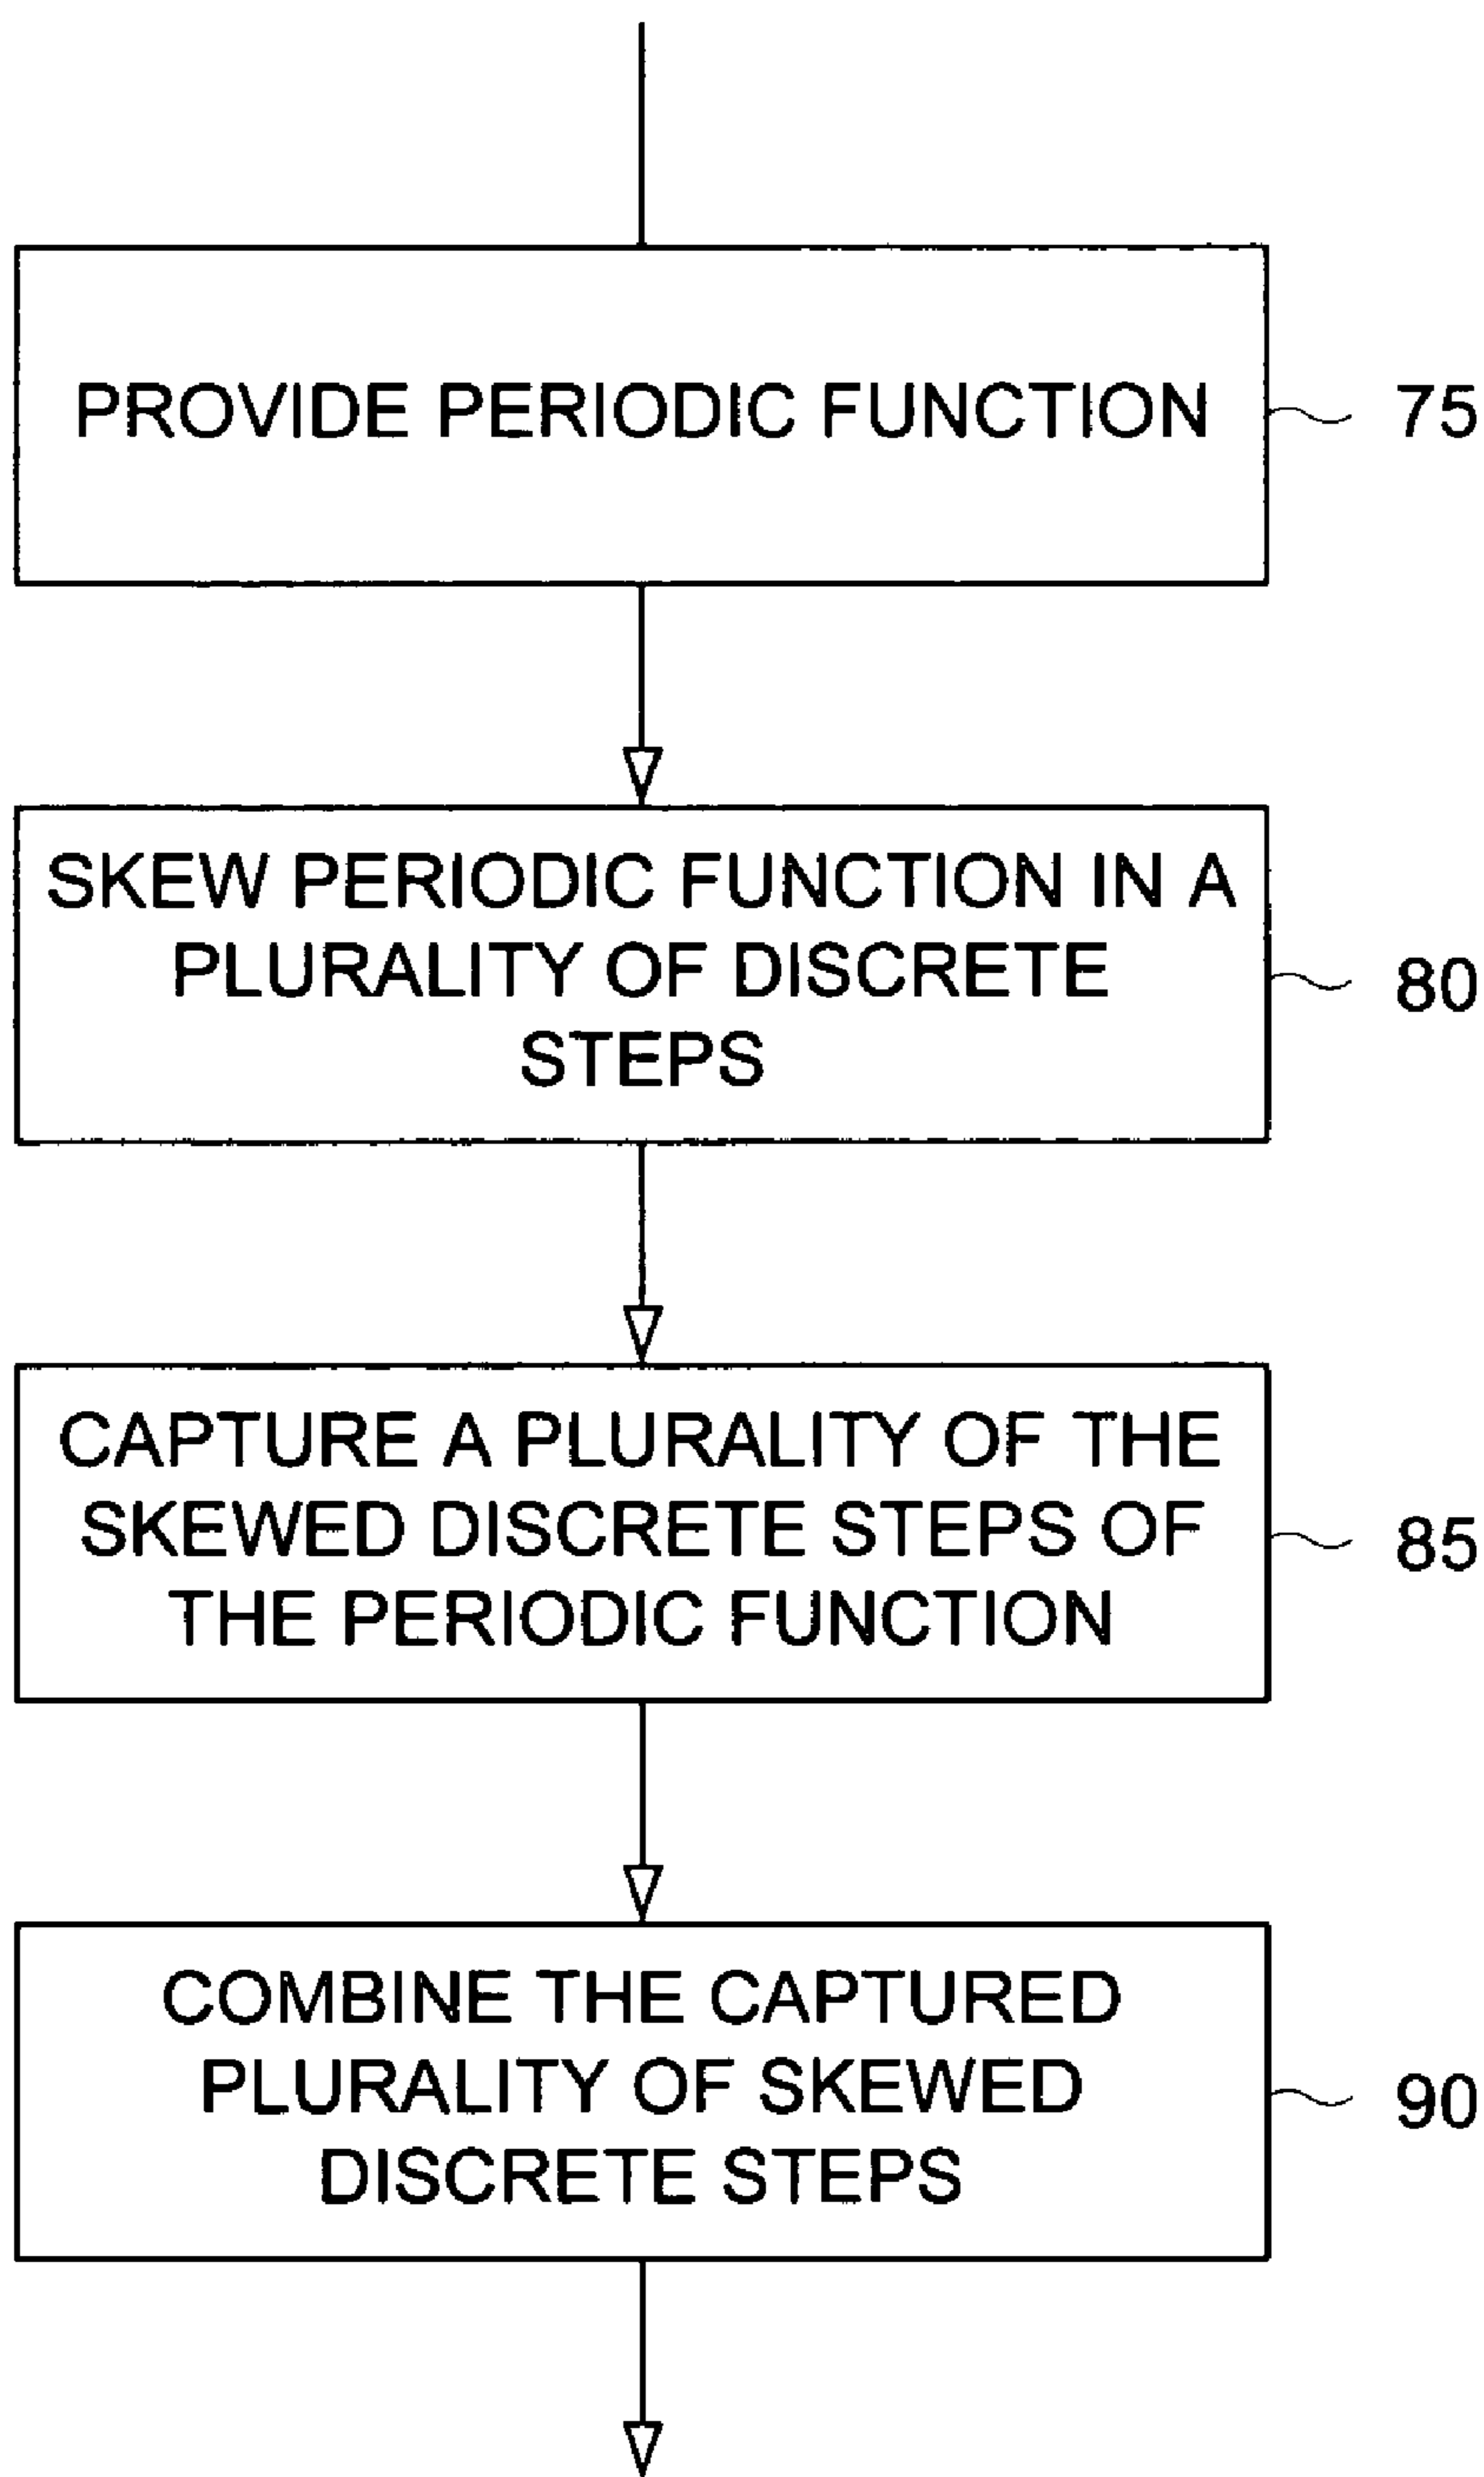 PROVIDE PERIODIC FUNCTION
75
SKEW PERIODIC FUNCTION IN A
PLURALITY OF DISCRETE
STEPS
80
CAPTURE A PLURALITY OF THE
SKEWED DISCRETE STEPS OF
THE PERIODIC FUNCTION
85
COMBINE THE CAPTURED
PLURALITY OF SKEWED
DISCRETE STEPS
90